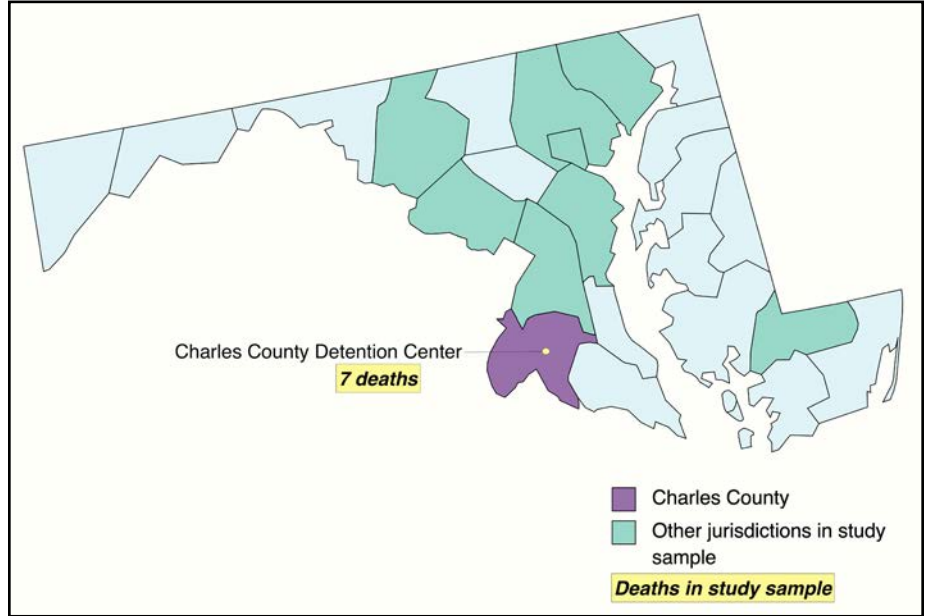 Charles County Detention Center
7 deaths
Charles County
Other jurisdictions in study
sample
Deaths in study sample